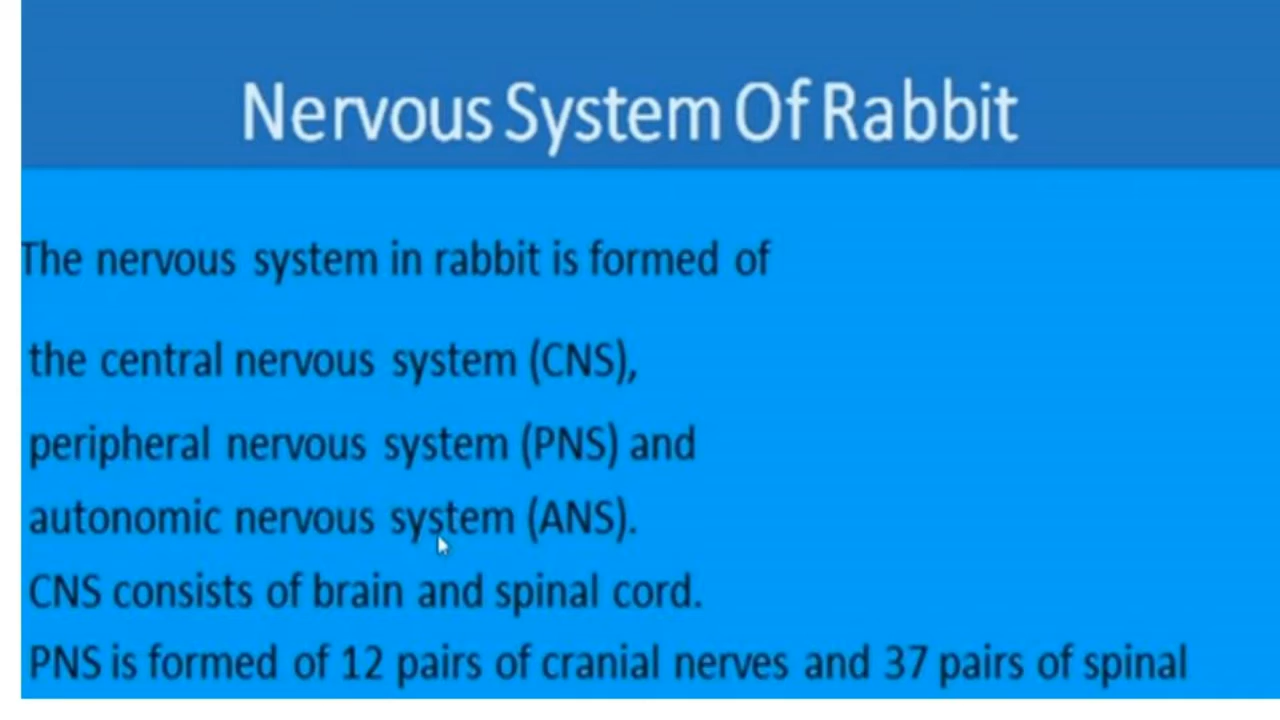 Nervous System Of Rabbit
The nervous system in rabbit is formed of
the central nervous system (CNS),
peripheral nervous system (PNS) and
autonomic nervous system (ANS).
CNS consists of brain and spinal cord.
PNS is formed of 12 pairs of cranial nerves and 37 pairs of spinal